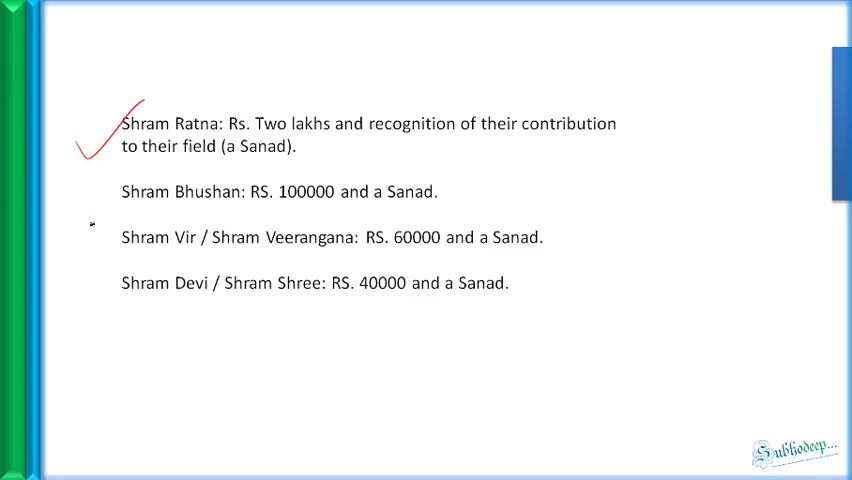 Shram Ratna: Rs. Two lakhs and recognition of their contribution
to their field (a Sanad).
Shram Bhushan: RS. 100000 and a Sanad.
Shram Vir / Shram Veerangana: RS. 60000 and a Sanad.
Shram Devi / Shram Shree: RS. 40000 and a Sanad.
Subhodeep...